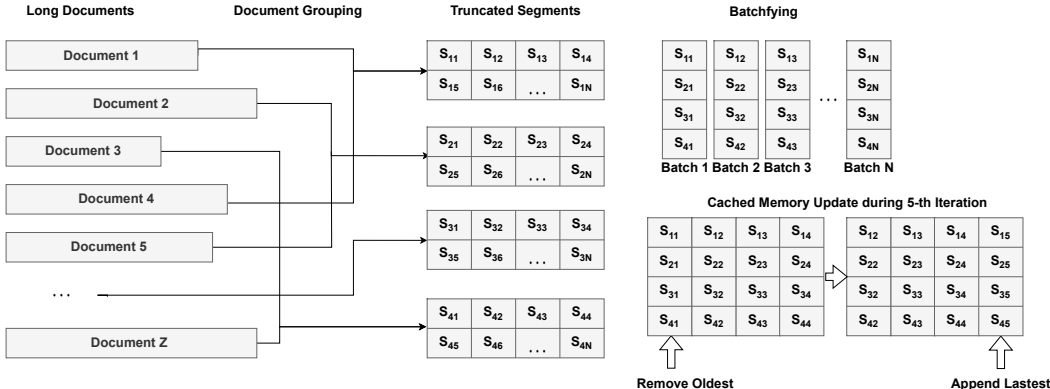 Long Documents
Document Grouping
Truncated Segments
Batchfying
Document 1
Document 2
Document 3
Document 4
Document 5
...
Document Z
S11 S12 S13 S14
S15 S16 ... S1N
S21 S22 S23 S24
S25 S26 ... S2N
S31 S32 S33 S34
S35 S36 ... S3N
S41 S42 S43 S44
S45 S46 ... S4N
S11 S12 S13 S1N
S21 S22 S23 S2N
...
S31 S32 S33 S3N
S41 S42 S43 S4N
Batch 1 Batch 2 Batch 3 Batch N
Cached Memory Update during 5-th Iteration
S11 S12 S13 S14 S12 S13 S14 S15
S21 S22 S23 S24 S22 S23 S24 S25
S31 S32 S33 S34 S32 S33 S34 S35
S41 S42 S43 S44 S42 S43 S44 S45
Remove Oldest
Append Lastest